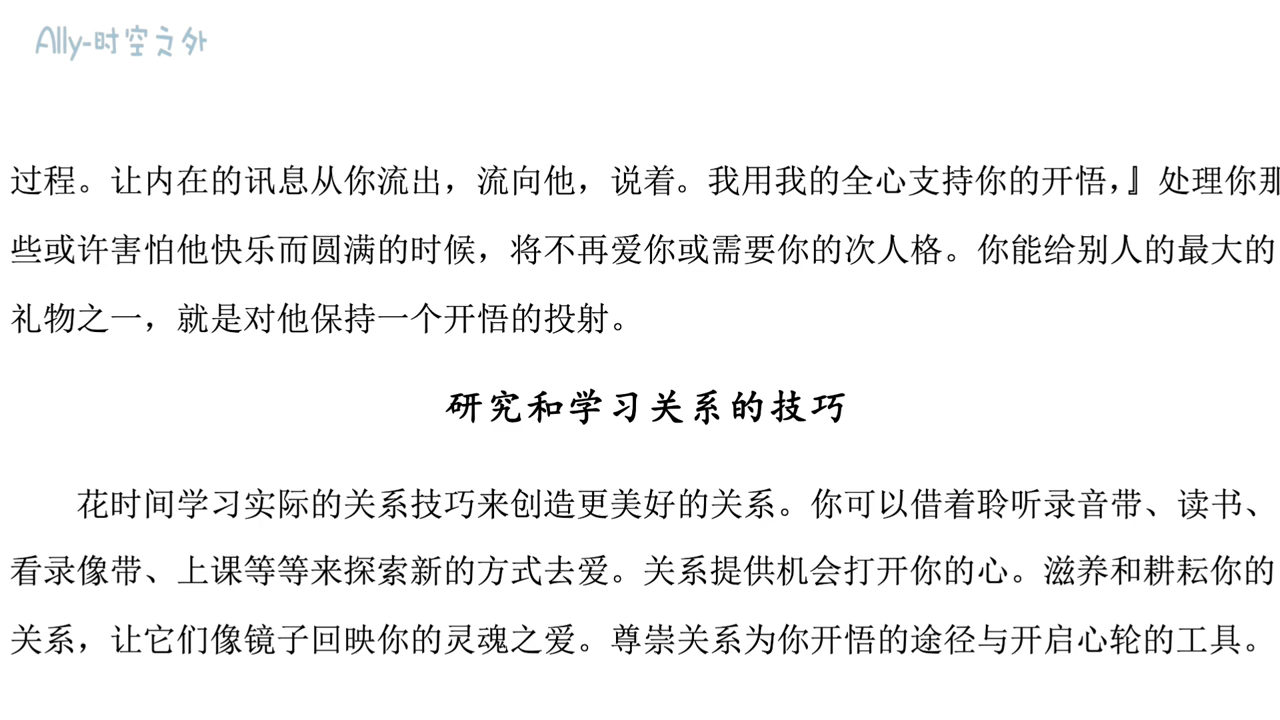 Ally-时空之外
过程。让内在的讯息从你流出，流向他，说着。我用我的全心支持你的开悟，』处理你那
些或许害怕他快乐而圆满的时候，将不再爱你或需要你的次人格。你能给别人的最大的
礼物之一，就是对他保持一个开悟的投射。
研究和学习关系的技巧
花时间学习实际的关系技巧来创造更美好的关系。你可以借着聆听录音带、读书、
看录像带、上课等等来探索新的方式去爱。关系提供机会打开你的心。滋养和耕耘你的
关系，让它们像镜子回映你的灵魂之爱。尊崇关系为你开悟的途径与开启心轮的工具。